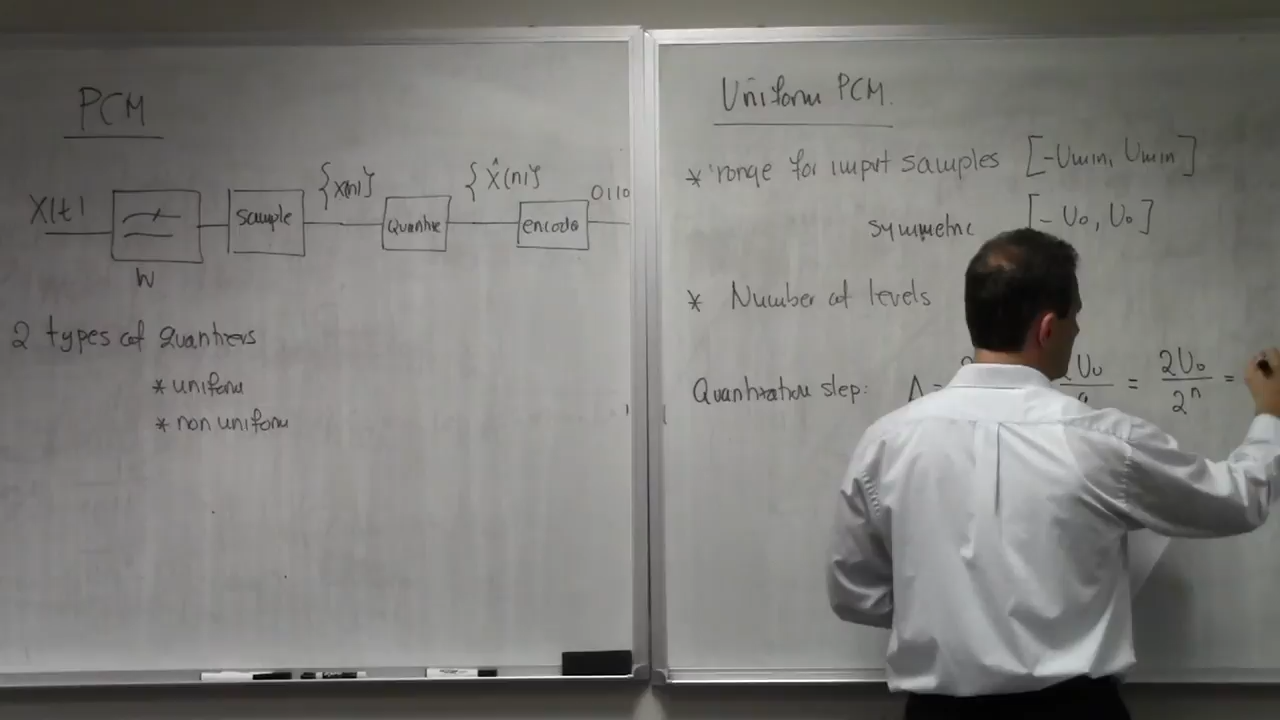 PCM
{X(n)} {X̂(n)} 0110
X(t) sample Quantize encode
W
2 types of quantizers
* uniform
* non uniform
Uniform PCM.
* range for input samples [-Umin, Umin]
symmetric [- U₀, U₀]
* Number of levels
Quantization step: Δ = = 2U₀ / 2ⁿ =